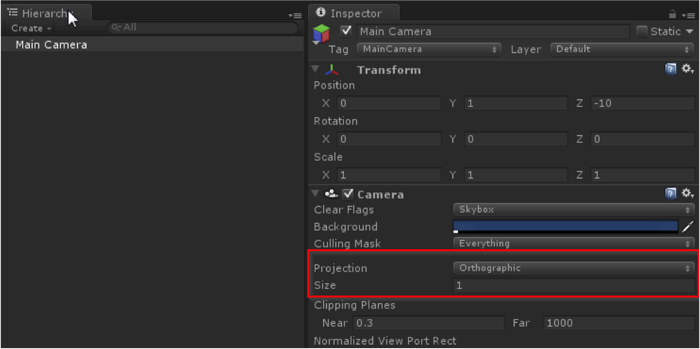 Hierarchy
Create
All
Main Camera
Inspector
Main Camera Static
Tag MainCamera Layer Default
Transform
Position
X 0 Y 1 Z -10
Rotation
X 0 Y 0 Z 0
Scale
X 1 Y 1 Z 1
Camera
Clear Flags Skybox
Background
Culling Mask Everything
Projection Orthographic
Size 1
Clipping Planes
Near 0.3 Far 1000
Normalized View Port Rect